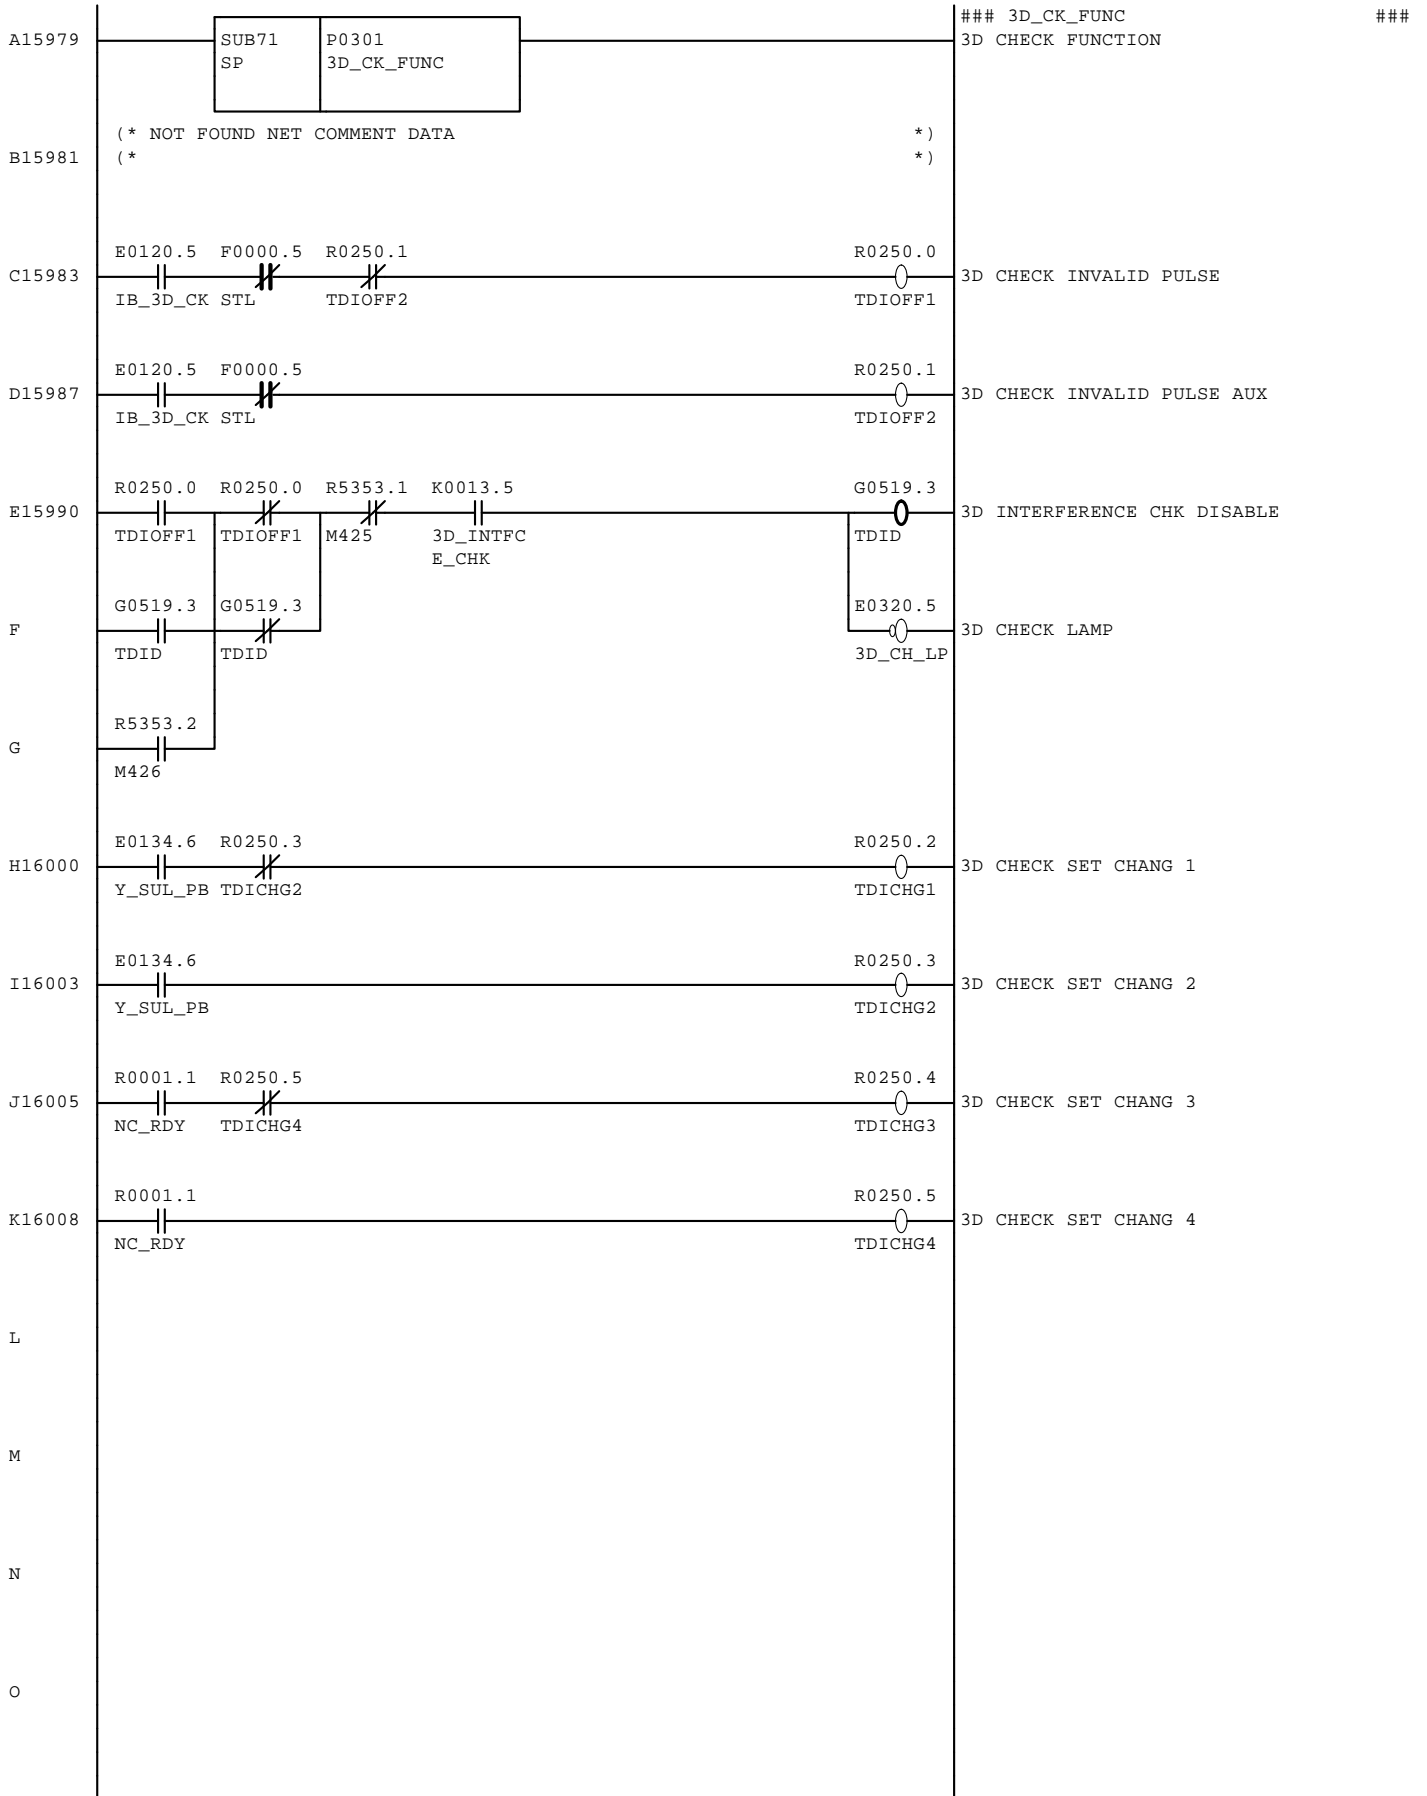 ### 3D_CK_FUNC ###
A15979 SUB71 P0301 3D CHECK FUNCTION
SP 3D_CK_FUNC
(* NOT FOUND NET COMMENT DATA *)
B15981 (* *)
E0120.5 F0000.5 R0250.1 R0250.0
C15983 3D CHECK INVALID PULSE
IB_3D_CK STL TDIOFF2 TDIOFF1
E0120.5 F0000.5 R0250.1
D15987 3D CHECK INVALID PULSE AUX
IB_3D_CK STL TDIOFF2
R0250.0 R0250.0 R5353.1 K0013.5 G0519.3
E15990 3D INTERFERENCE CHK DISABLE
TDIOFF1 TDIOFF1 M425 3D_INTFC TDID
E_CHK
G0519.3 G0519.3 E0320.5
F 3D CHECK LAMP
TDID TDID 3D_CH_LP
R5353.2
G
M426
E0134.6 R0250.3 R0250.2
H16000 3D CHECK SET CHANG 1
Y_SUL_PB TDICHG2 TDICHG1
E0134.6 R0250.3
I16003 3D CHECK SET CHANG 2
Y_SUL_PB TDICHG2
R0001.1 R0250.5 R0250.4
J16005 3D CHECK SET CHANG 3
NC_RDY TDICHG4 TDICHG3
R0001.1 R0250.5
K16008 3D CHECK SET CHANG 4
NC_RDY TDICHG4
L
M
N
O